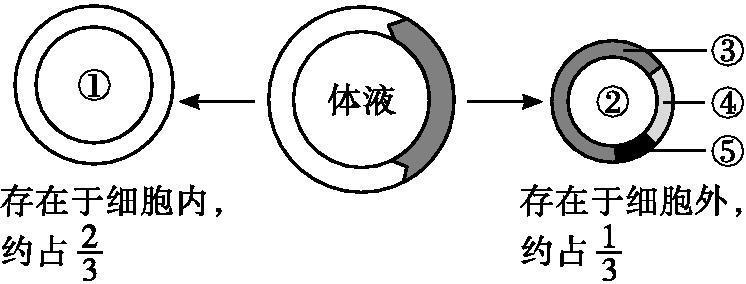 ①
体液
②
③
④
⑤
存在于细胞内，
约占2/3
存在于细胞外，
约占1/3